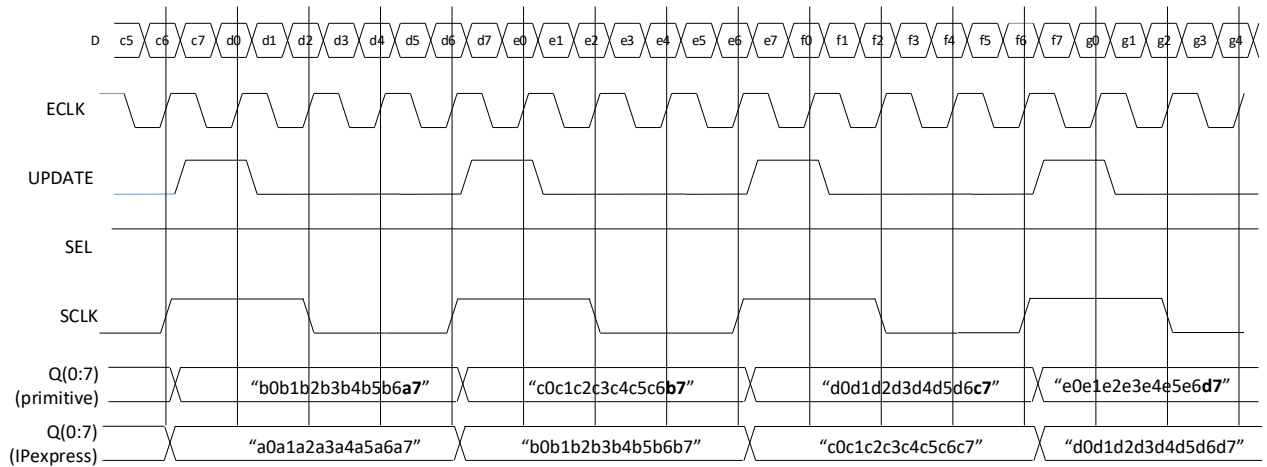 D c5 c6 c7 d0 d1 d2 d3 d4 d5 d6 d7 e0 e1 e2 e3 e4 e5 e6 e7 f0 f1 f2 f3 f4 f5 f6 f7 g0 g1 g2 g3 g4
ECLK
UPDATE
SEL
SCLK
Q(0:7)
(primitive)
“b0b1b2b3b4b5b6a7” “c0c1c2c3c4c5c6b7” “d0d1d2d3d4d5d6c7” “e0e1e2e3e4e5e6d7”
Q(0:7)
(IPexpress)
“a0a1a2a3a4a5a6a7” “b0b1b2b3b4b5b6b7” “c0c1c2c3c4c5c6c7” “d0d1d2d3d4d5d6d7”